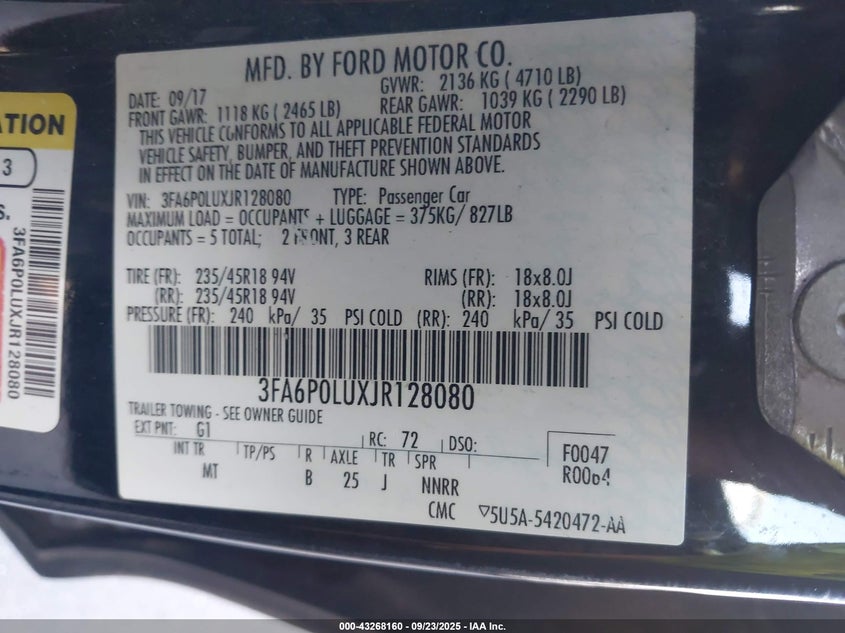 MFD. BY FORD MOTOR CO.
DATE: 09/17 GVWR: 2136 KG ( 4710 LB)
FRONT GAWR: 1118 KG ( 2465 LB) REAR GAWR: 1039 KG ( 2290 LB)
THIS VEHICLE CONFORMS TO ALL APPLICABLE FEDERAL MOTOR
VEHICLE SAFETY, BUMPER, AND THEFT PREVENTION STANDARDS
IN EFFECT ON THE DATE OF MANUFACTURE SHOWN ABOVE.
VIN: 3FA6P0LUXJR128080 TYPE: Passenger Car
MAXIMUM LOAD = OCCUPANTS + LUGGAGE = 375KG/ 827LB
OCCUPANTS = 5 TOTAL; 2 FRONT, 3 REAR
TIRE (FR): 235/45R18 94V RIMS (FR): 18x8.0J
(RR): 235/45R18 94V (RR): 18x8.0J
PRESSURE (FR): 240 kPa/ 35 PSI COLD (RR): 240 kPa/ 35 PSI COLD
3FA6P0LUXJR128080
TRAILER TOWING - SEE OWNER GUIDE
EXT PNT: G1 RC: 72 DSO:
INT TR TP/PS R AXLE TR SPR
MT B 25 J NNRR
F0047
R0064
CMC ▽5U5A-5420472-AA
ATION
3
S.
3FA6P0LUXJR128080
000-43268160 - 09/23/2025 - IAA Inc.